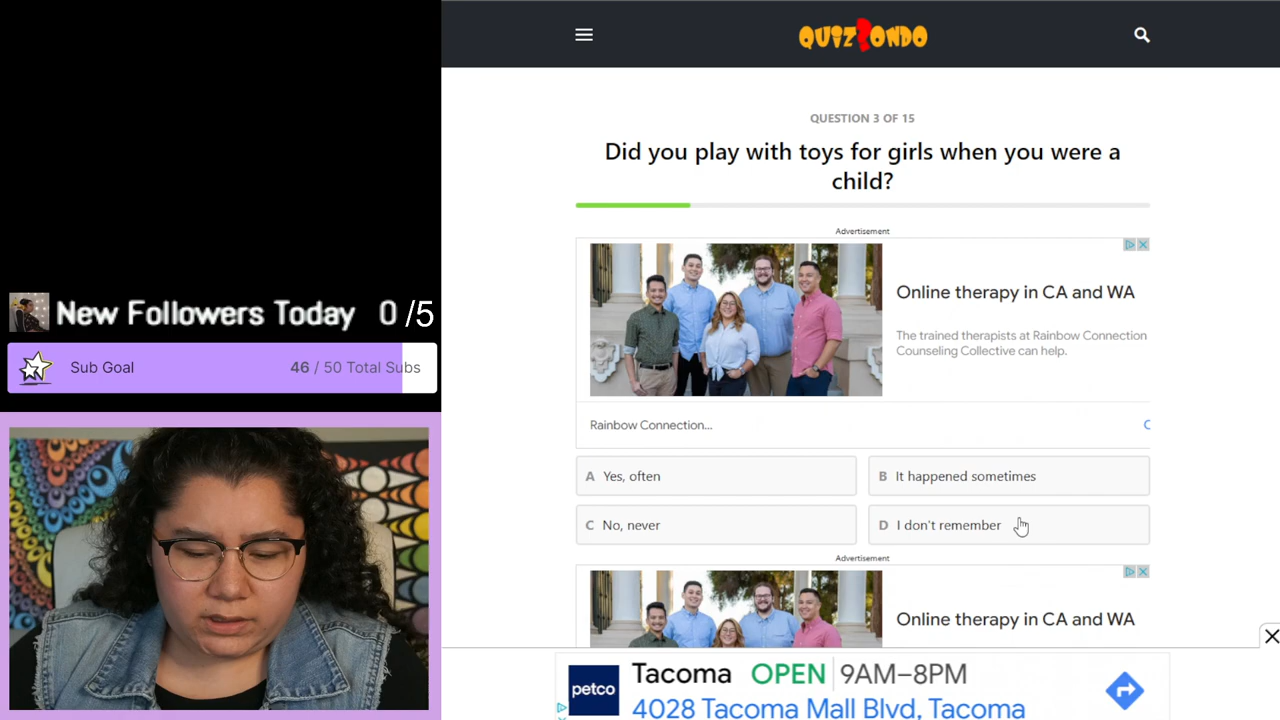 QUIZZONDO
QUESTION 3 OF 15
Did you play with toys for girls when you were a
child?
Advertisement
Online therapy in CA and WA
The trained therapists at Rainbow Connection
Counseling Collective can help.
Rainbow Connection...
C
A Yes, often
B It happened sometimes
C No, never
D I don't remember
Advertisement
Online therapy in CA and WA
petco
Tacoma OPEN 9AM–8PM
4028 Tacoma Mall Blvd, Tacoma
New Followers Today 0 /5
Sub Goal 46 / 50 Total Subs